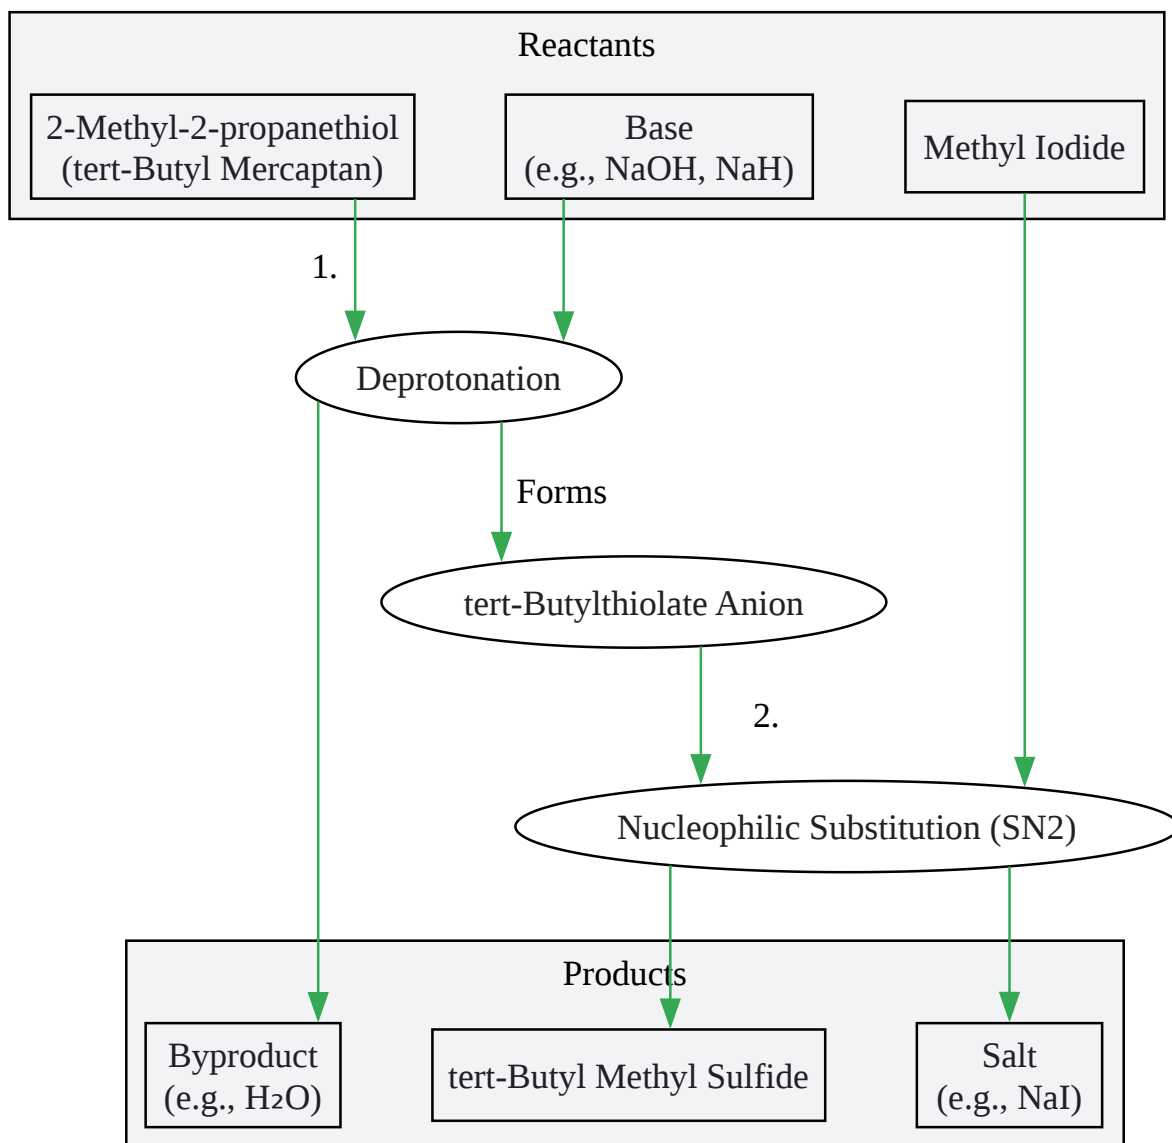 Reactants
2-Methyl-2-propanethiol
(tert-Butyl Mercaptan)
Base
(e.g., NaOH, NaH)
Methyl Iodide
1.
Deprotonation
Forms
tert-Butylthiolate Anion
2.
Nucleophilic Substitution (SN2)
Products
Byproduct
(e.g., H₂O)
tert-Butyl Methyl Sulfide
Salt
(e.g., NaI)